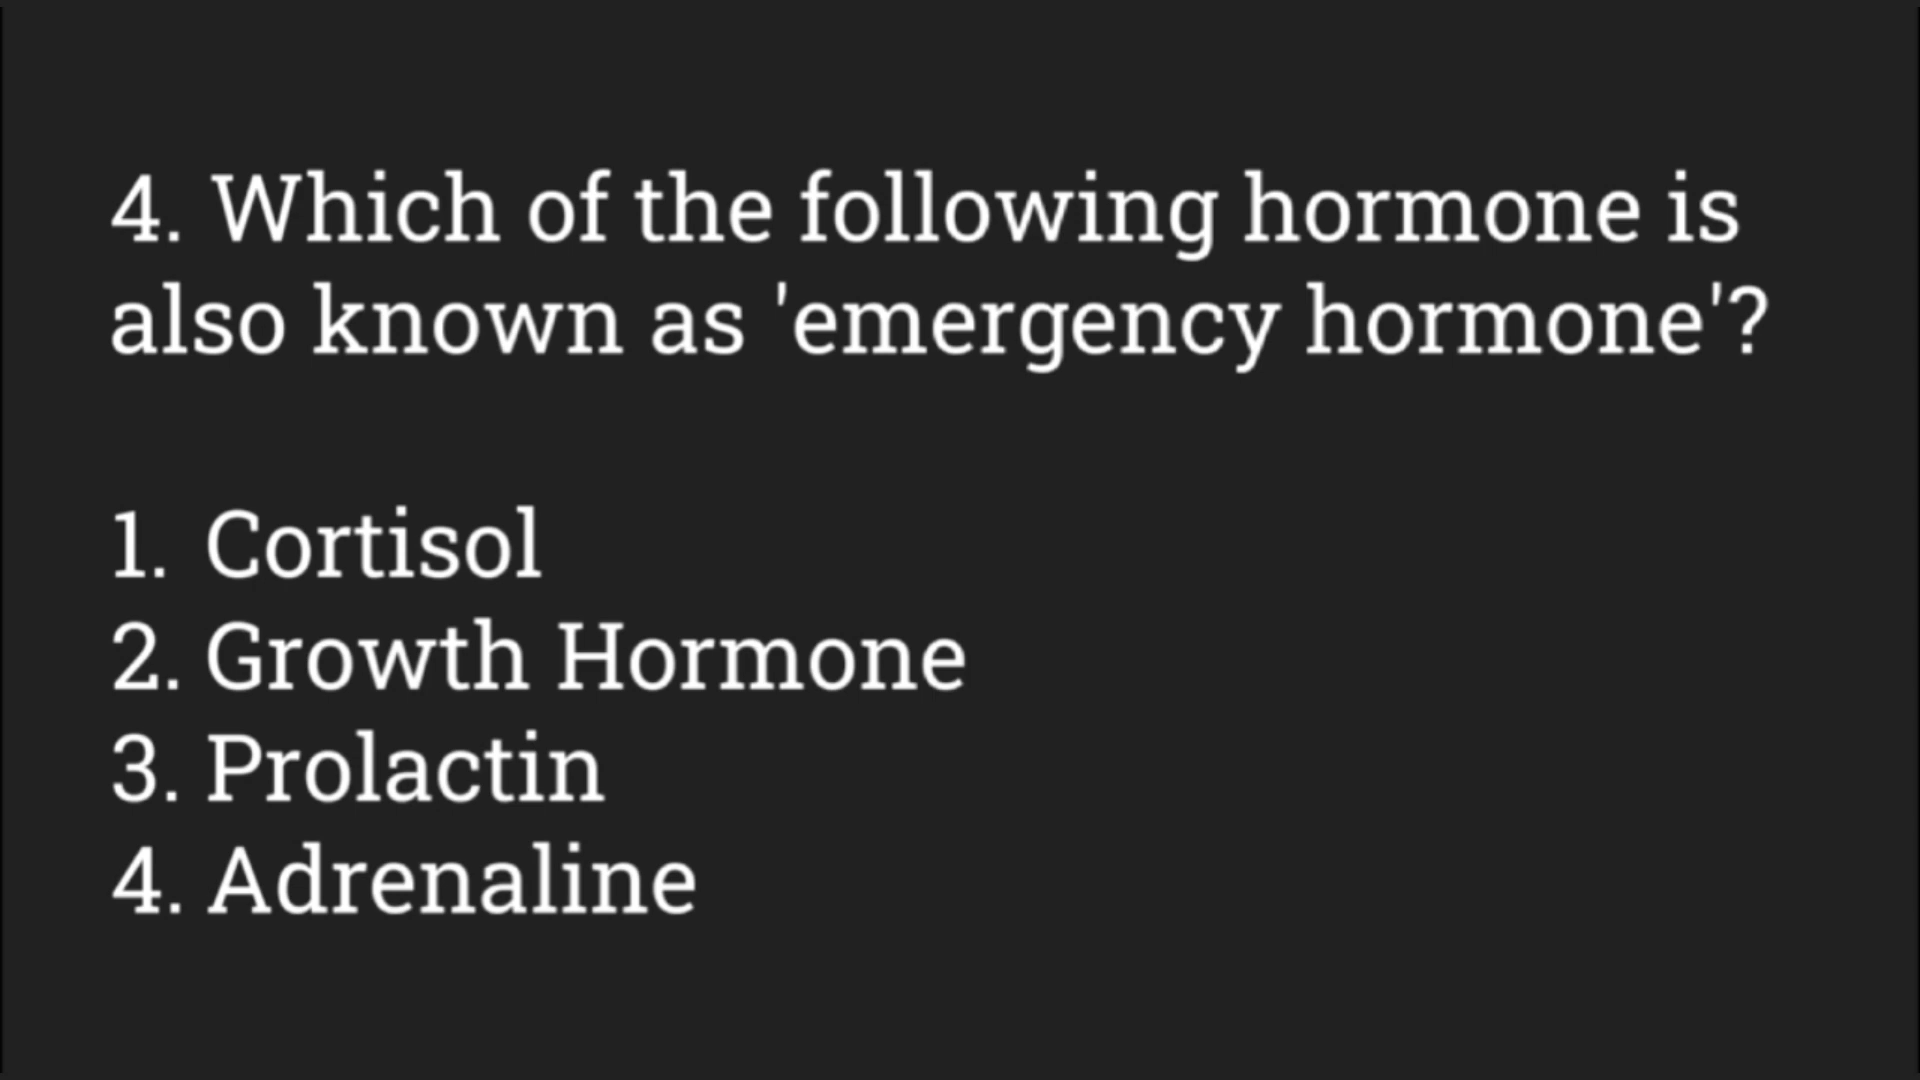 4. Which of the following hormone is
also known as 'emergency hormone'?
1. Cortisol
2. Growth Hormone
3. Prolactin
4. Adrenaline